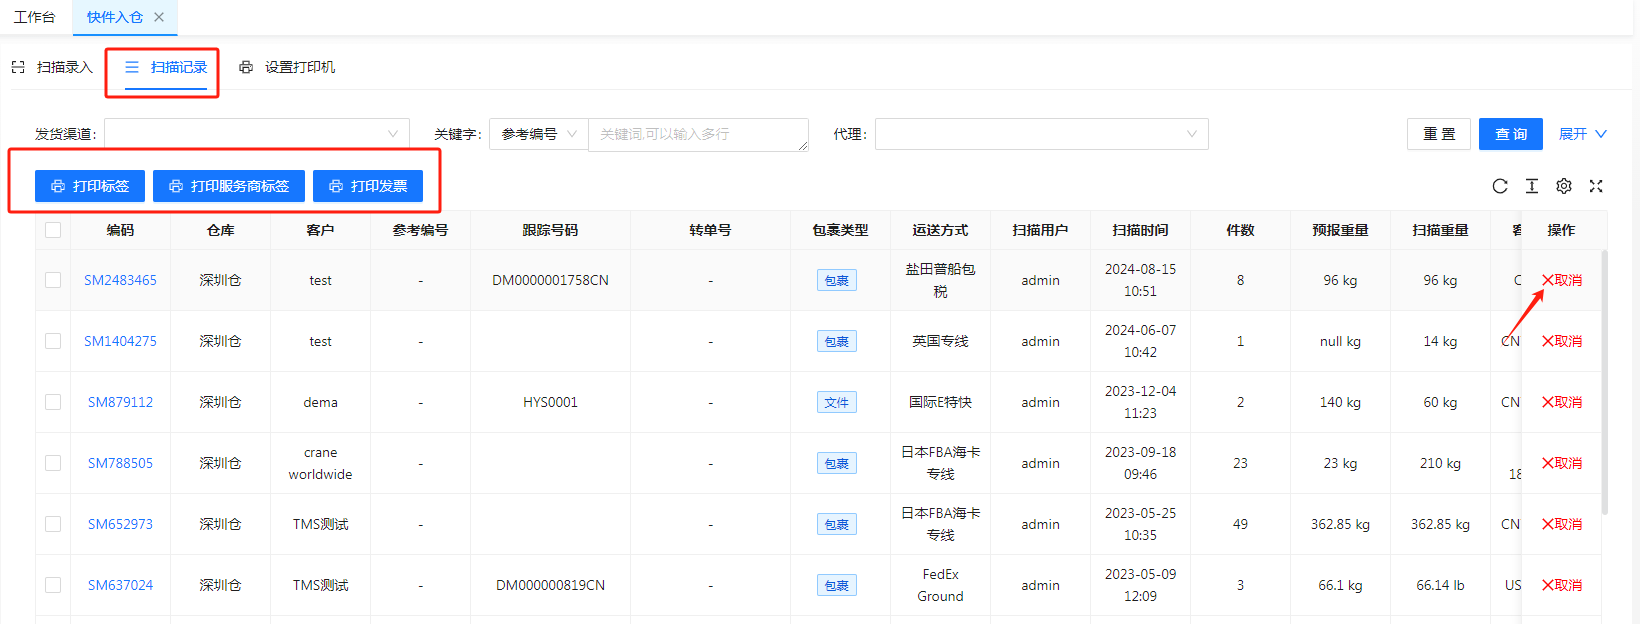 工作台 快件入仓
扫描录入 扫描记录 设置打印机
发货渠道: 关键字: 参考编号 关键词,可以输入多行 代理: 重 置 查 询 展开
打印标签 打印服务商标签 打印发票
编码 仓库 客户 参考编号 跟踪号码 转单号 包裹类型 运送方式 扫描用户 扫描时间 件数 预报重量 扫描重量 操作
SM2483465 深圳仓 test - DM0000001758CN - 包裹 盐田普船包税 admin 2024-08-15 10:51 8 96 kg 96 kg C 取消
SM1404275 深圳仓 test - - 包裹 英国专线 admin 2024-06-07 10:42 1 null kg 14 kg CN 取消
SM879112 深圳仓 dema - HYS0001 - 文件 国际E特快 admin 2023-12-04 11:23 2 140 kg 60 kg CN 取消
SM788505 深圳仓 crane worldwide - - 包裹 日本FBA海卡专线 admin 2023-09-18 09:46 23 23 kg 210 kg 18 取消
SM652973 深圳仓 TMS测试 - - 包裹 日本FBA海卡专线 admin 2023-05-25 10:35 49 362.85 kg 362.85 kg CN 取消
SM637024 深圳仓 TMS测试 - DM000000819CN - 包裹 FedEx Ground admin 2023-05-09 12:09 3 66.1 kg 66.14 lb US 取消